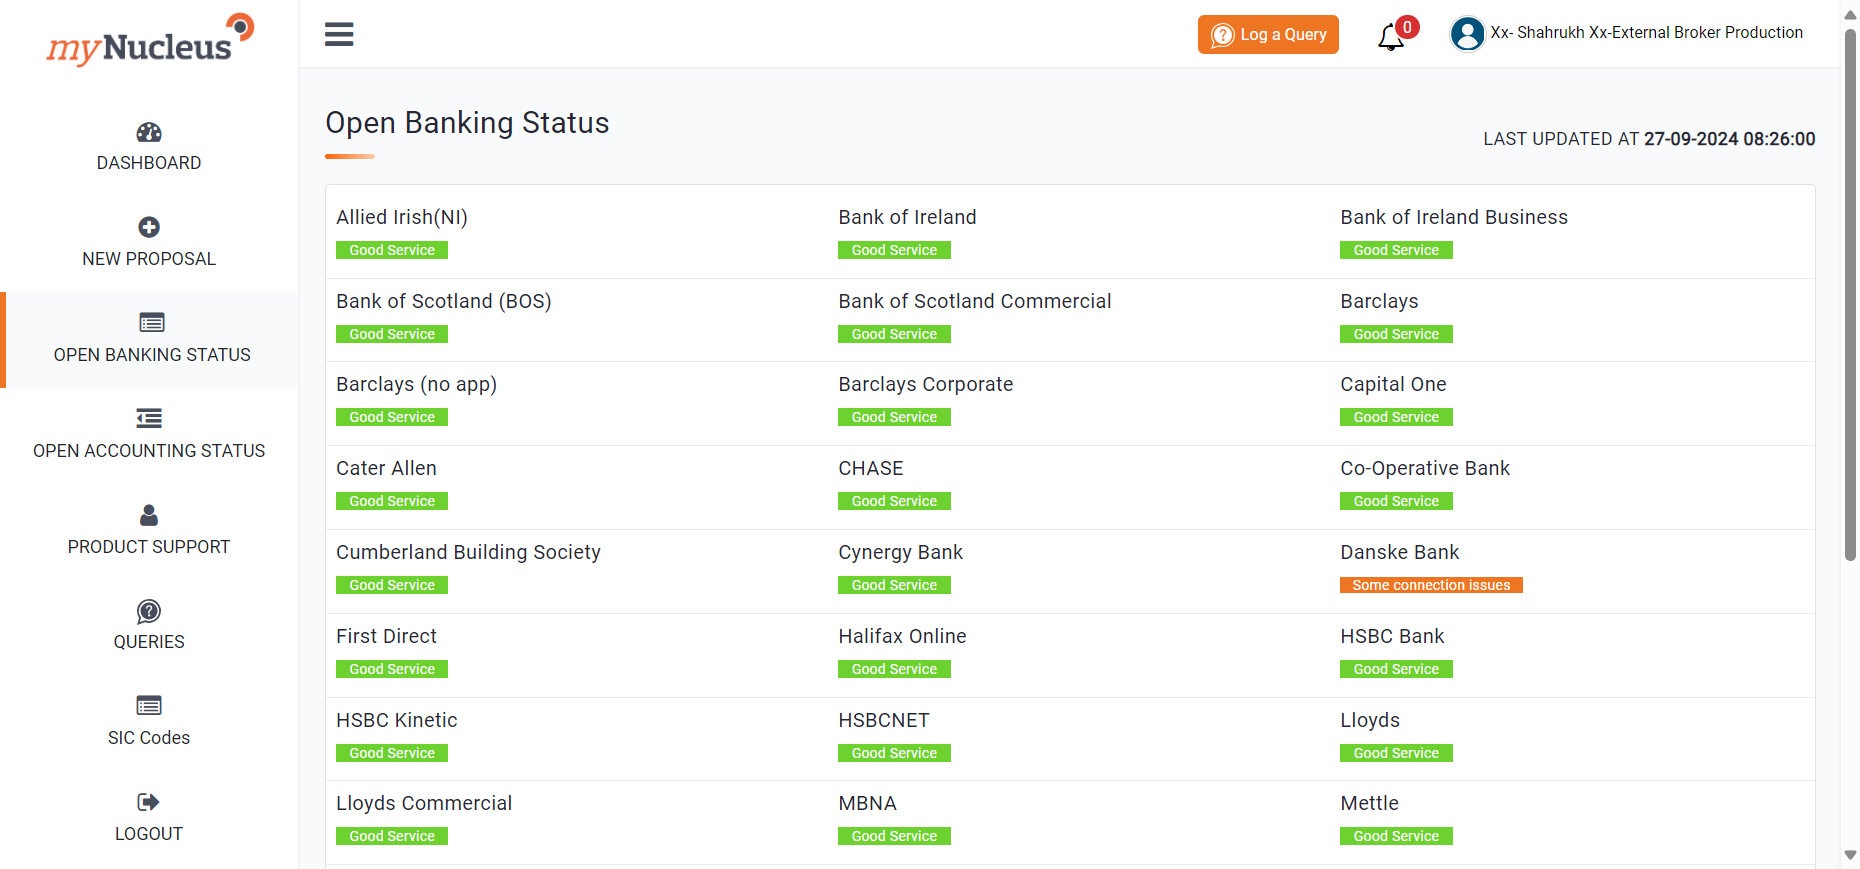 myNucleus
Log a Query
0
Xx- Shahrukh Xx-External Broker Production
DASHBOARD
NEW PROPOSAL
OPEN BANKING STATUS
OPEN ACCOUNTING STATUS
PRODUCT SUPPORT
QUERIES
SIC Codes
LOGOUT
Open Banking Status
LAST UPDATED AT 27-09-2024 08:26:00
Allied Irish(NI)
Good Service
Bank of Ireland
Good Service
Bank of Ireland Business
Good Service
Bank of Scotland (BOS)
Good Service
Bank of Scotland Commercial
Good Service
Barclays
Good Service
Barclays (no app)
Good Service
Barclays Corporate
Good Service
Capital One
Good Service
Cater Allen
Good Service
CHASE
Good Service
Co-Operative Bank
Good Service
Cumberland Building Society
Good Service
Cynergy Bank
Good Service
Danske Bank
Some connection issues
First Direct
Good Service
Halifax Online
Good Service
HSBC Bank
Good Service
HSBC Kinetic
Good Service
HSBCNET
Good Service
Lloyds
Good Service
Lloyds Commercial
Good Service
MBNA
Good Service
Mettle
Good Service